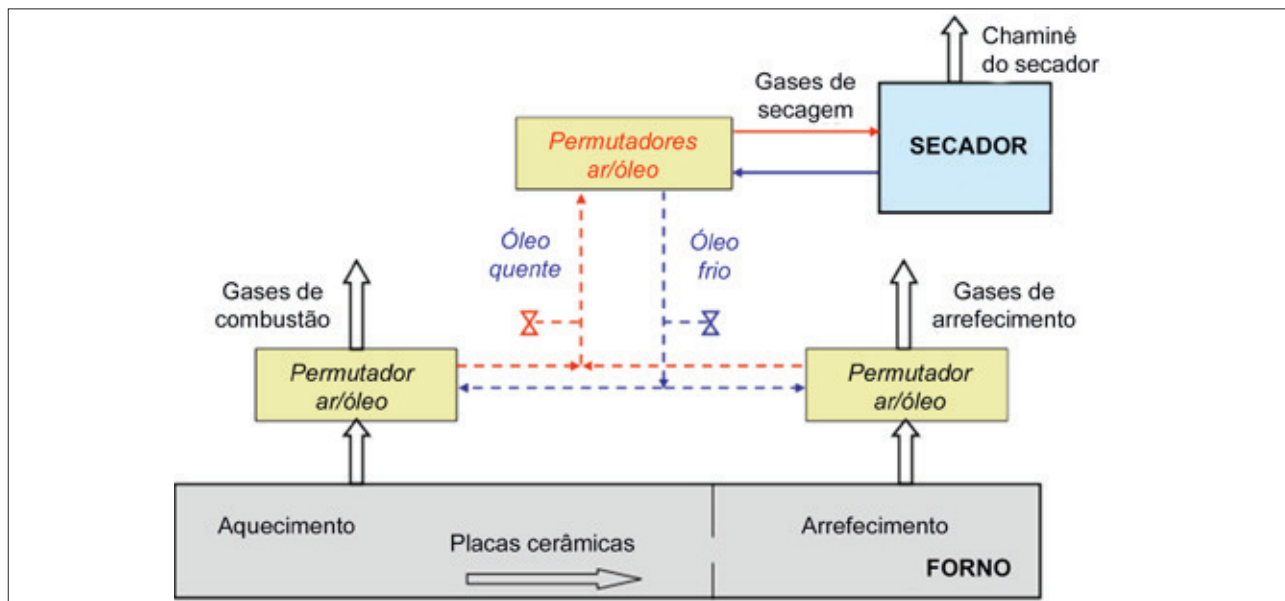 Chaminé
do secador
Gases de
secagem
SECADOR
Permutadores
ar/óleo
Óleo
quente
Óleo
frio
Gases de
combustão
Gases de
arrefecimento
Permutador
ar/óleo
Permutador
ar/óleo
Aquecimento
Arrefecimento
Placas cerâmicas
FORNO